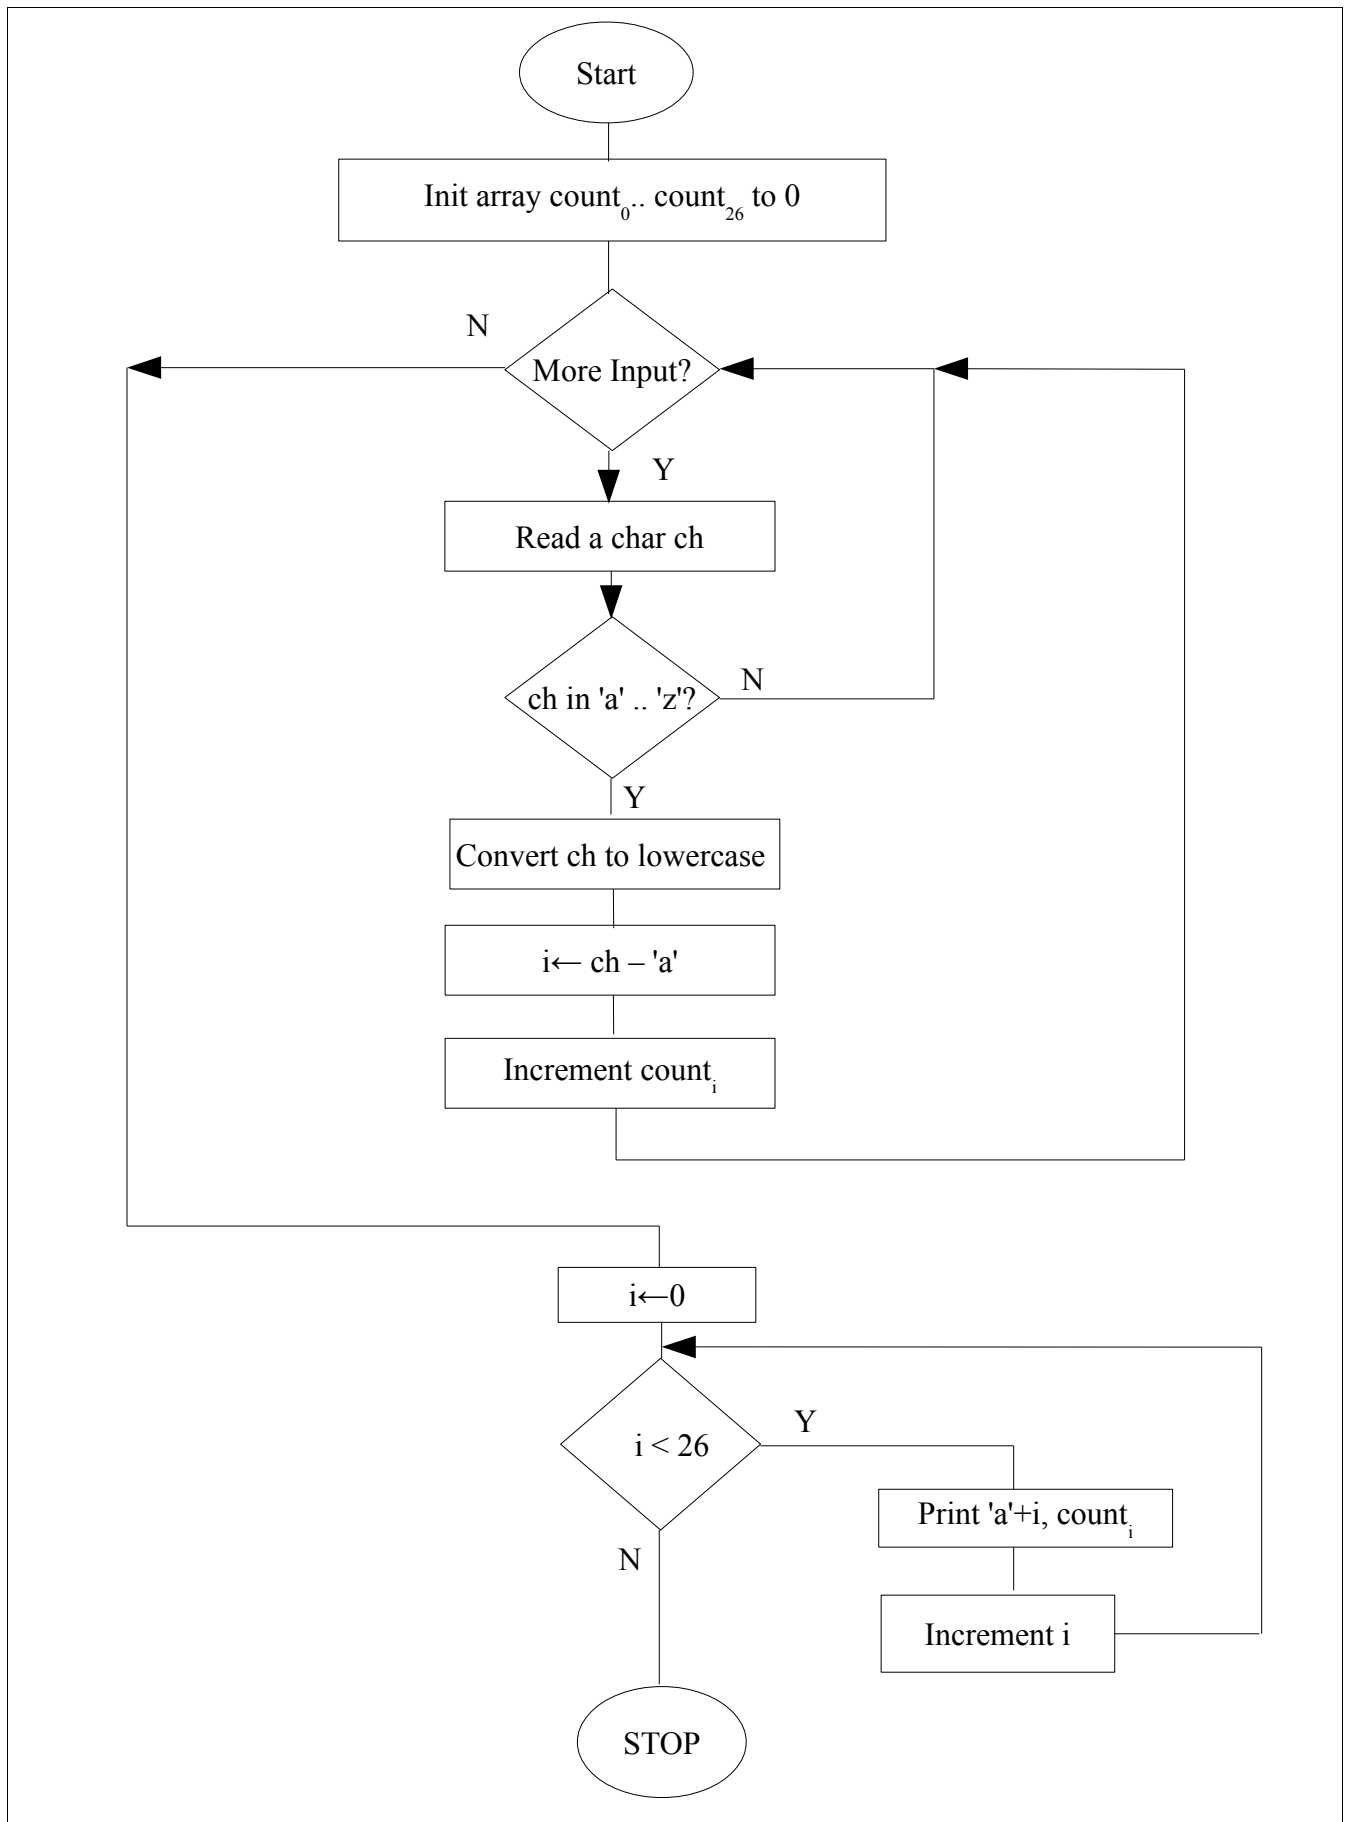 Start
Init array count₀.. count₂₆ to 0
N
More Input?
Y
Read a char ch
ch in 'a' .. 'z'?
N
Y
Convert ch to lowercase
i← ch – 'a'
Increment countᵢ
i←0
Y
i < 26
Print 'a'+i, countᵢ
N
Increment i
STOP